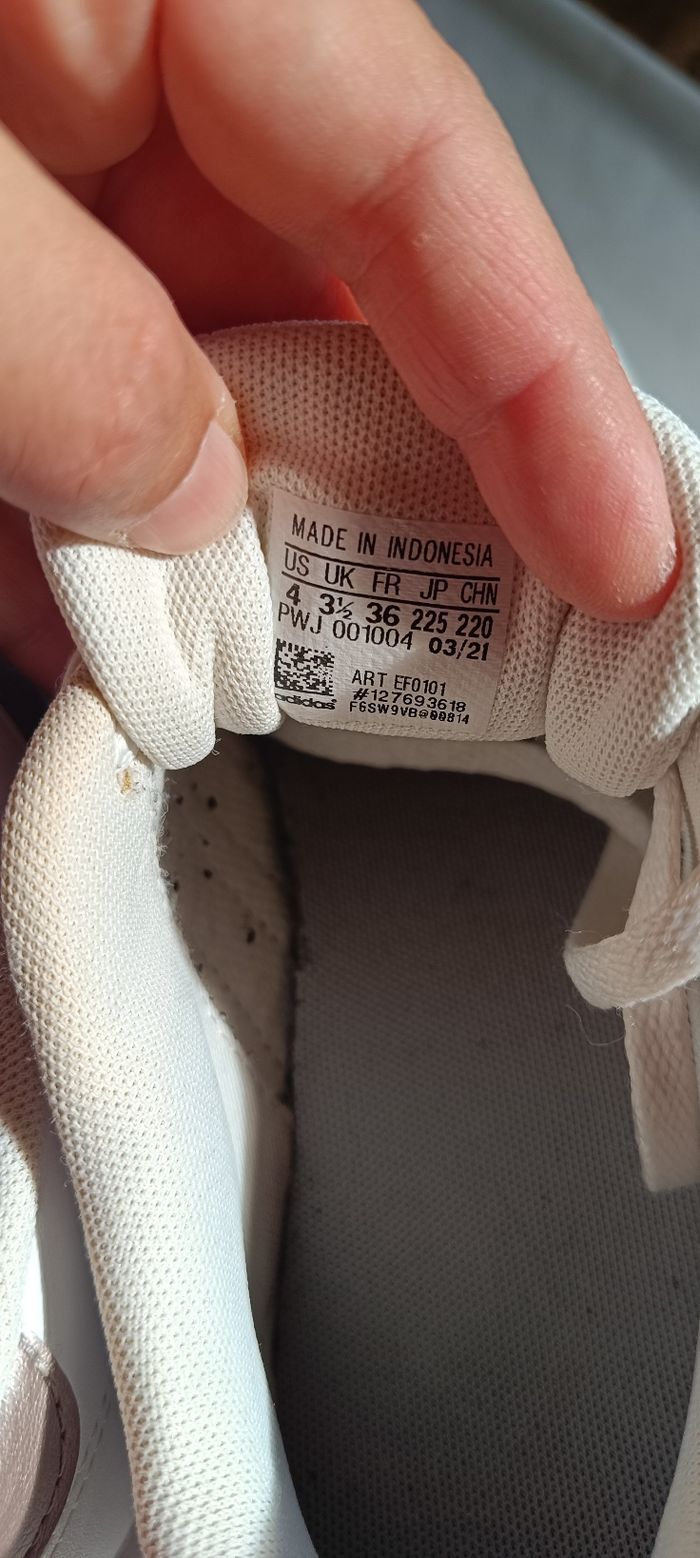 MADE IN INDONESIA
US UK FR JP CHN
4 3½ 36 225 220
PWJ 001004 03/21
ART EF0101
#127693618
adidas F6SW9VB@00814